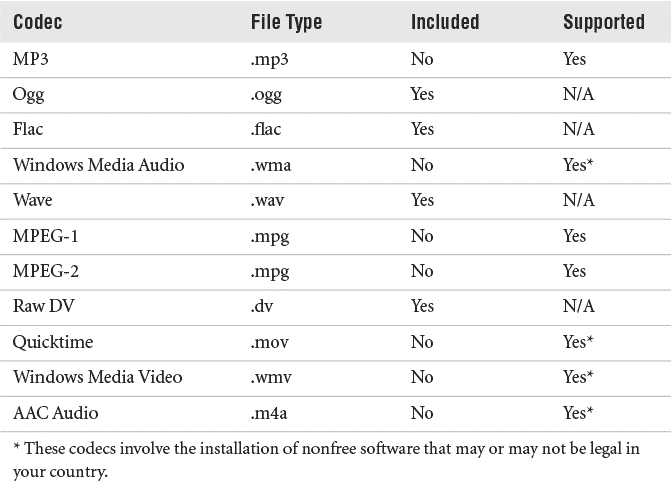 Codec File Type Included Supported
MP3 .mp3 No Yes
Ogg .ogg Yes N/A
Flac .flac Yes N/A
Windows Media Audio .wma No Yes*
Wave .wav Yes N/A
MPEG-1 .mpg No Yes
MPEG-2 .mpg No Yes
Raw DV .dv Yes N/A
Quicktime .mov No Yes*
Windows Media Video .wmv No Yes*
AAC Audio .m4a No Yes*
* These codecs involve the installation of nonfree software that may or may not be legal in
your country.